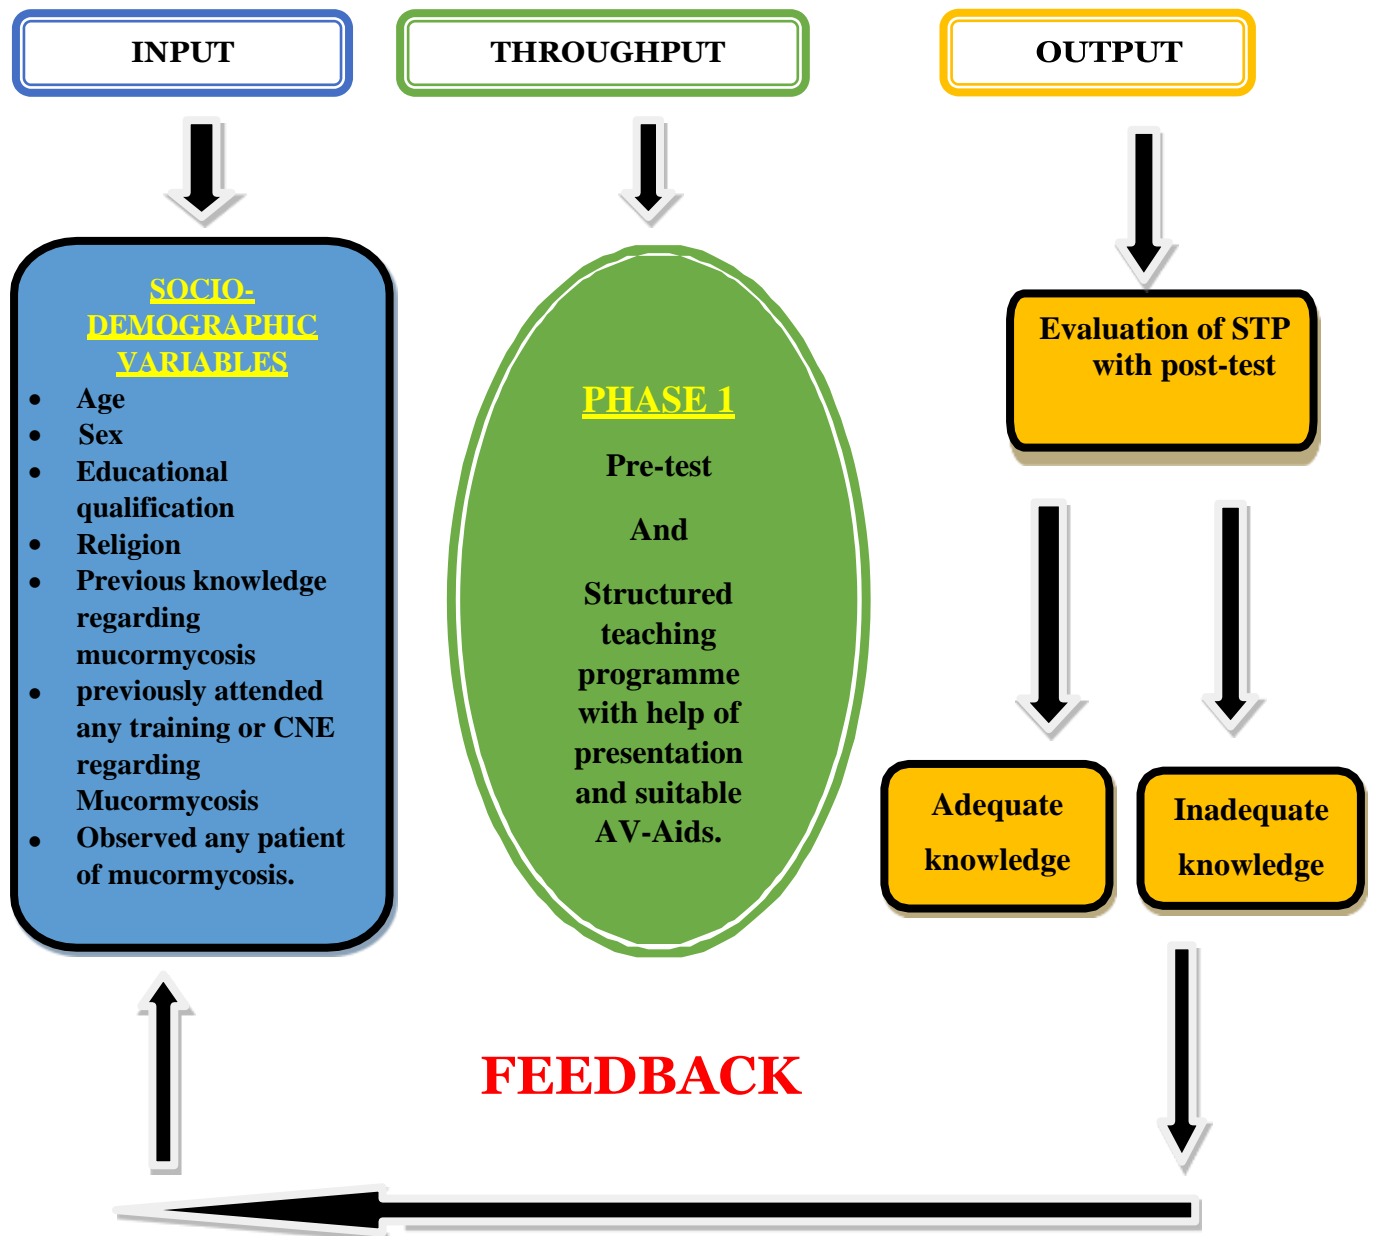 INPUT
THROUGHPUT
OUTPUT
SOCIO-
DEMOGRAPHIC
VARIABLES
• Age
• Sex
• Educational
qualification
• Religion
• Previous knowledge
regarding
mucormycosis
• previously attended
any training or CNE
regarding
Mucormycosis
• Observed any patient
of mucormycosis.
PHASE 1
Pre-test
And
Structured
teaching
programme
with help of
presentation
and suitable
AV-Aids.
Evaluation of STP
with post-test
Adequate
knowledge
Inadequate
knowledge
FEEDBACK